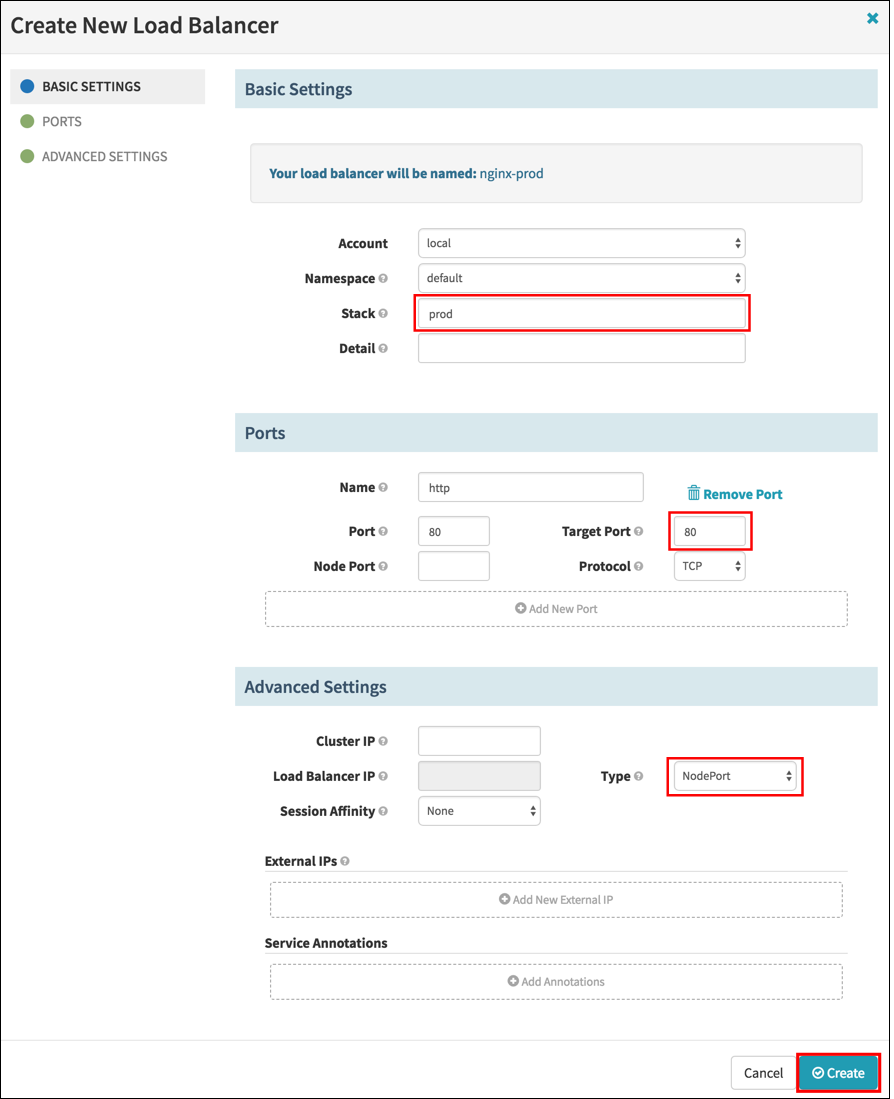 Create New Load Balancer
BASIC SETTINGS
PORTS
ADVANCED SETTINGS
Basic Settings
Your load balancer will be named: nginx-prod
Account local
Namespace default
Stack prod
Detail
Ports
Name http Remove Port
Port 80 Target Port 80
Node Port Protocol TCP
Add New Port
Advanced Settings
Cluster IP
Load Balancer IP Type NodePort
Session Affinity None
External IPs
Add New External IP
Service Annotations
Add Annotations
Cancel Create